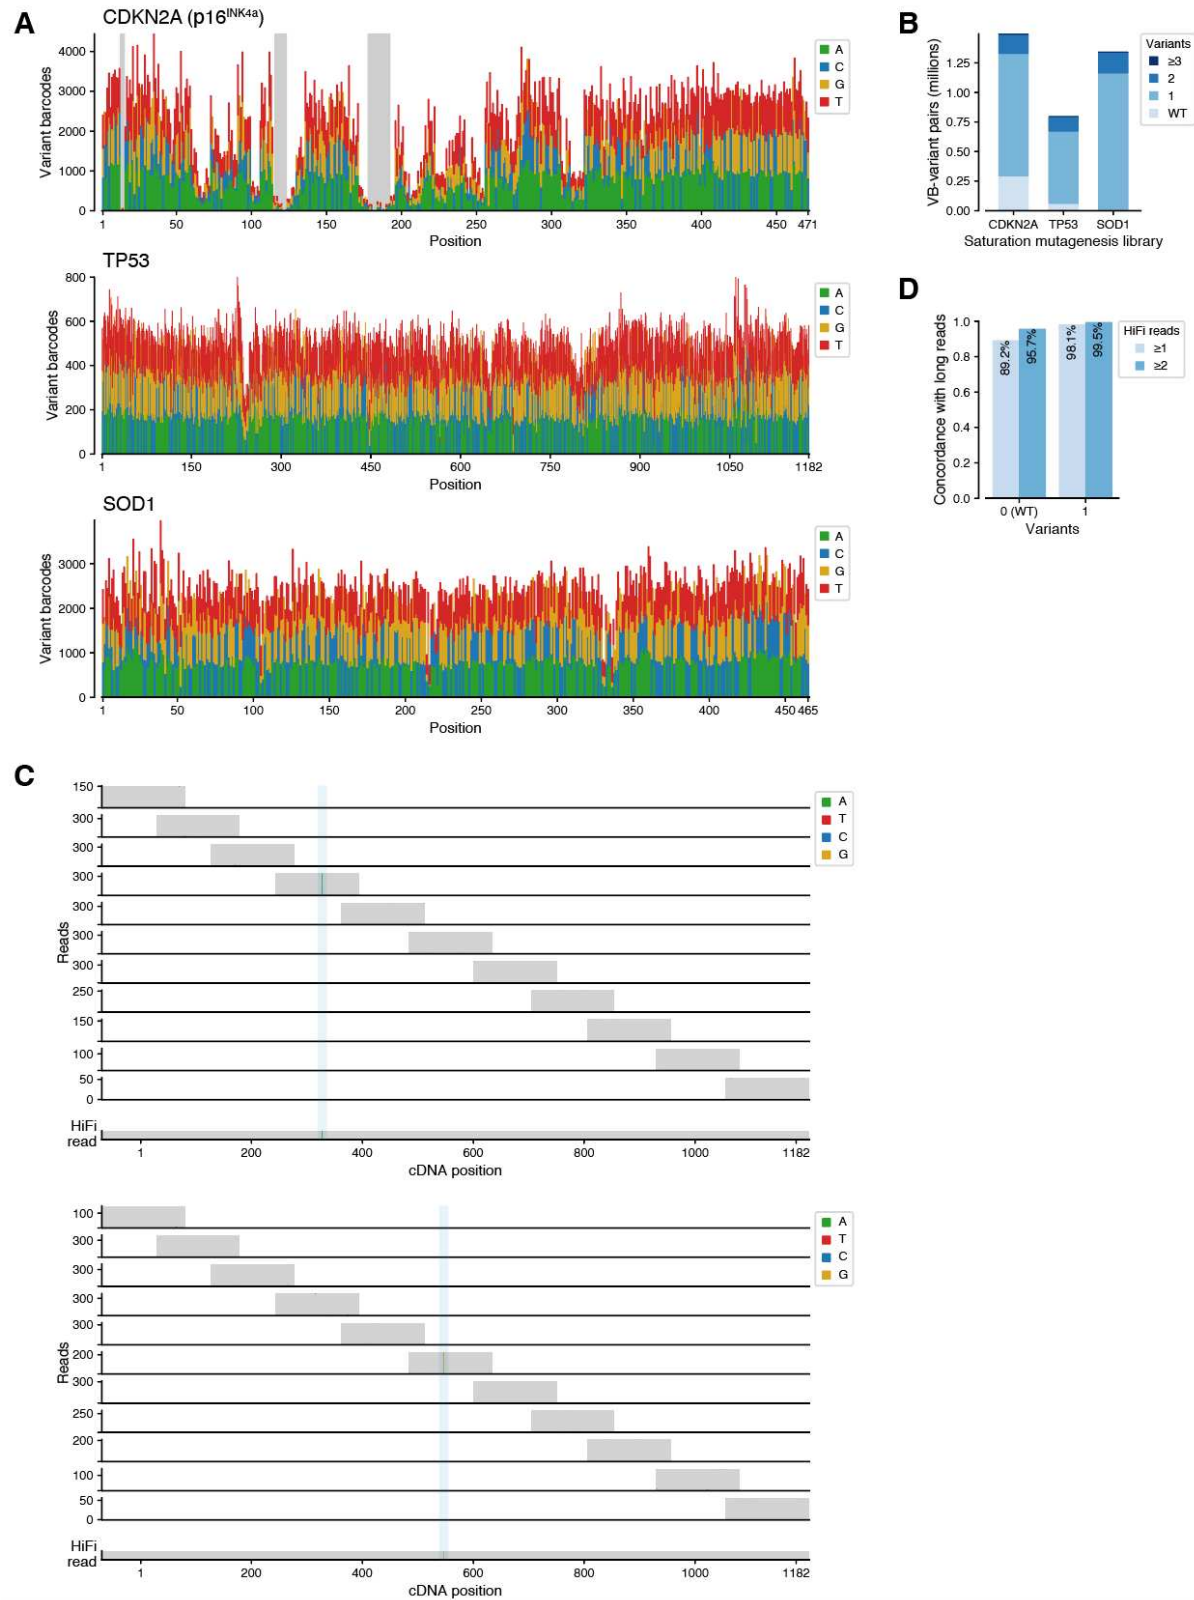 A
CDKN2A (p16^INK4a)
Variant barcodes
4000
3000
2000
1000
0
1 50 100 150 200 250 300 350 400 450 471
Position
A
C
G
T
TP53
Variant barcodes
800
600
400
200
0
1 150 300 450 600 750 900 1050 1182
Position
A
C
G
T
SOD1
Variant barcodes
3000
2000
1000
0
1 50 100 150 200 250 300 350 400 450 465
Position
A
C
G
T
B
VB-variant pairs (millions)
1.25
1.00
0.75
0.50
0.25
0.00
CDKN2A TP53 SOD1
Saturation mutagenesis library
Variants
≥3
2
1
WT
D
Concordance with long reads
1.0
0.8
0.6
0.4
0.2
0.0
89.2%
95.7%
98.1%
99.5%
0 (WT) 1
Variants
HiFi reads
≥1
≥2
C
Reads
150
300
300
300
300
300
300
250
150
100
50
0
HiFi
read
1 200 400 600 800 1000 1182
cDNA position
A
T
C
G
Reads
100
300
300
300
300
200
300
250
200
100
50
0
HiFi
read
1 200 400 600 800 1000 1182
cDNA position
A
T
C
G